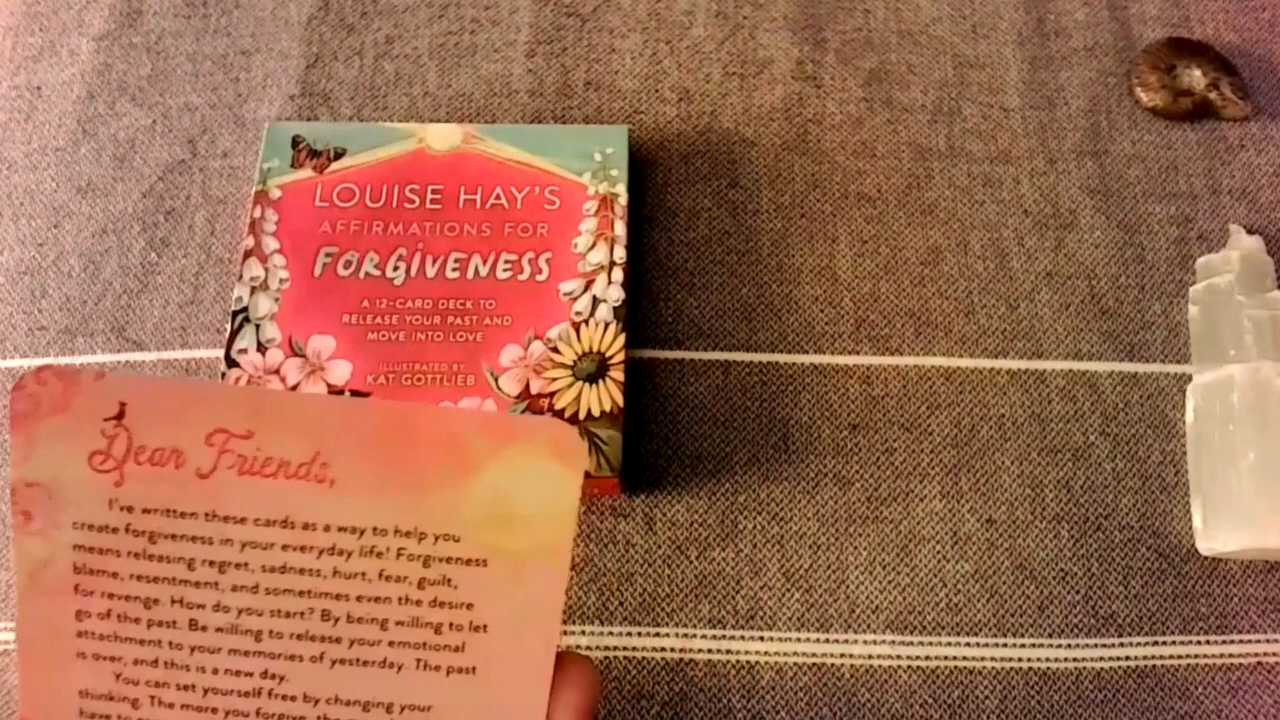 LOUISE HAY'S
AFFIRMATIONS FOR
FORGIVENESS
A 12-CARD DECK TO
RELEASE YOUR PAST AND
MOVE INTO LOVE
ILLUSTRATED BY
KAT GOTTLIEB
Dear Friends,
I've written these cards as a way to help you
create forgiveness in your everyday life! Forgiveness
means releasing regret, sadness, hurt, fear, guilt,
blame, resentment, and sometimes even the desire
for revenge. How do you start? By being willing to let
go of the past. Be willing to release your emotional
attachment to your memories of yesterday. The past
is over, and this is a new day.
You can set yourself free by changing your
thinking. The more you forgive, the
have to